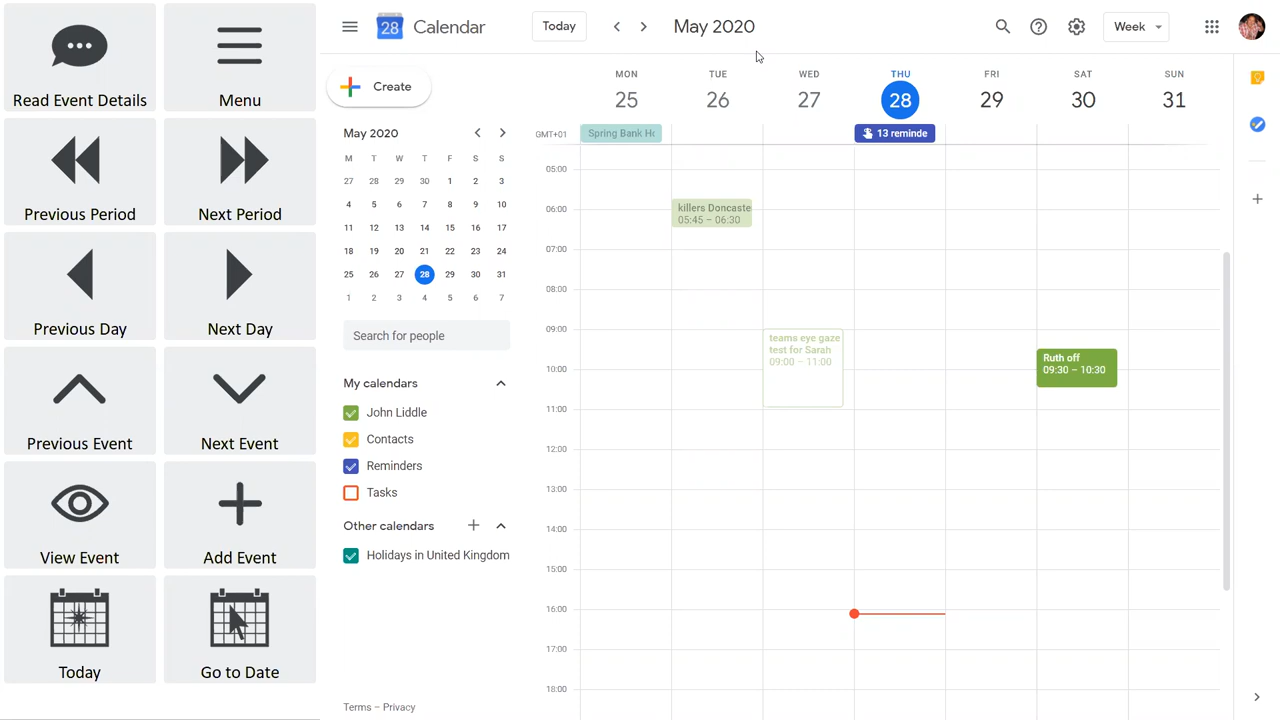 Read Event Details
Menu
Previous Period
Next Period
Previous Day
Next Day
Previous Event
Next Event
View Event
Add Event
Today
Go to Date
28
Calendar
Today
May 2020
Week
Create
May 2020
M T W T F S S
27 28 29 30 1 2 3
4 5 6 7 8 9 10
11 12 13 14 15 16 17
18 19 20 21 22 23 24
25 26 27 28 29 30 31
1 2 3 4 5 6 7
Search for people
My calendars
John Liddle
Contacts
Reminders
Tasks
Other calendars
Holidays in United Kingdom
Terms – Privacy
MON TUE WED THU FRI SAT SUN
25 26 27 28 29 30 31
GMT+01
Spring Bank Ho
13 reminde
05:00
06:00
07:00
08:00
09:00
10:00
11:00
12:00
13:00
14:00
15:00
16:00
17:00
18:00
killers Doncaste
05:45 – 06:30
teams eye gaze
test for Sarah
09:00 – 11:00
Ruth off
09:30 – 10:30